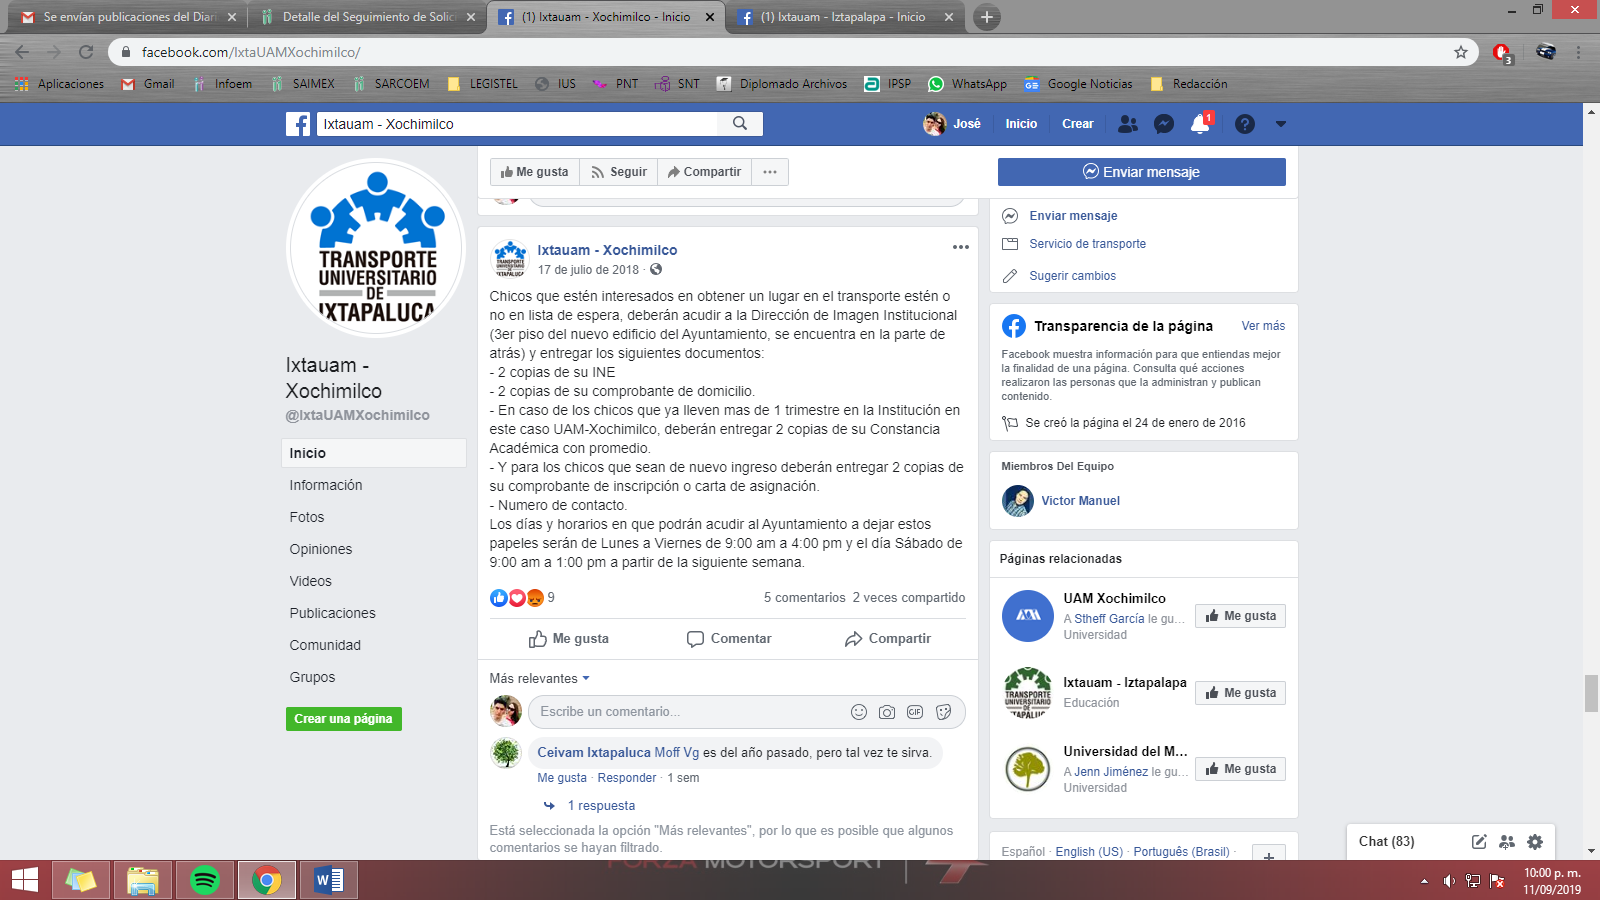 Se envían publicaciones del Diari
Detalle del Seguimiento de Solic
(1) Ixtauam - Xochimilco - Inicio
(1) Ixtauam - Iztapalapa - Inicio
facebook.com/IxtaUAMXochimilco/
3
Aplicaciones
Gmail
Infoem
SAIMEX
SARCOEM
LEGISTEL
IUS
PNT
SNT
Diplomado Archivos
IPSP
WhatsApp
Google Noticias
Redacción
Ixtauam - Xochimilco
José
Inicio
Crear
1
TRANSPORTE
UNIVERSITARIO
DE
IXTAPALUCA
Ixtauam -
Xochimilco
@IxtaUAMXochimilco
Inicio
Información
Fotos
Opiniones
Videos
Publicaciones
Comunidad
Grupos
Crear una página
Me gusta
Seguir
Compartir
Enviar mensaje
Ixtauam - Xochimilco
17 de julio de 2018 ·
Chicos que estén interesados en obtener un lugar en el transporte estén o
no en lista de espera, deberán acudir a la Dirección de Imagen Institucional
(3er piso del nuevo edificio del Ayuntamiento, se encuentra en la parte de
atrás) y entregar los siguientes documentos:
- 2 copias de su INE
- 2 copias de su comprobante de domicilio.
- En caso de los chicos que ya lleven mas de 1 trimestre en la Institución en
este caso UAM-Xochimilco, deberán entregar 2 copias de su Constancia
Académica con promedio.
- Y para los chicos que sean de nuevo ingreso deberán entregar 2 copias de
su comprobante de inscripción o carta de asignación.
- Numero de contacto.
Los días y horarios en que podrán acudir al Ayuntamiento a dejar estos
papeles serán de Lunes a Viernes de 9:00 am a 4:00 pm y el día Sábado de
9:00 am a 1:00 pm a partir de la siguiente semana.
9
5 comentarios 2 veces compartido
Me gusta
Comentar
Compartir
Más relevantes
Escribe un comentario...
GIF
Ceivam Ixtapaluca Moff Vg es del año pasado, pero tal vez te sirva.
Me gusta · Responder · 1 sem
1 respuesta
Está seleccionada la opción "Más relevantes", por lo que es posible que algunos
comentarios se hayan filtrado.
Enviar mensaje
Servicio de transporte
Sugerir cambios
Transparencia de la página
Ver más
Facebook muestra información para que entiendas mejor
la finalidad de una página. Consulta qué acciones
realizaron las personas que la administran y publican
contenido.
Se creó la página el 24 de enero de 2016
Miembros Del Equipo
Victor Manuel
Páginas relacionadas
UAM Xochimilco
A Stheff García le gu...
Universidad
Me gusta
Ixtauam - Iztapalapa
Educación
Me gusta
Universidad del M...
A Jenn Jiménez le gu...
Universidad
Me gusta
Español · English (US) · Português (Brasil) ·
Chat (83)
FORZA MOTORSPORT
10:00 p. m.
11/09/2019